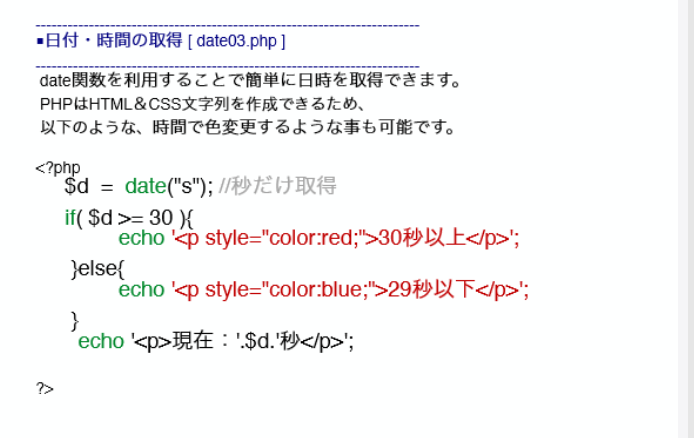 ------------------------------------------------------------------------
▪日付・時間の取得 [ date03.php ]
------------------------------------------------------------------------
date関数を利用することで簡単に日時を取得できます。
PHPはHTML＆CSS文字列を作成できるため、
以下のような、時間で色変更するような事も可能です。
<?php
$d = date("s"); //秒だけ取得
if( $d >= 30 ){
echo '<p style="color:red;">30秒以上</p>';
}else{
echo '<p style="color:blue;">29秒以下</p>';
}
echo '<p>現在：'.$d.'秒</p>';
?>